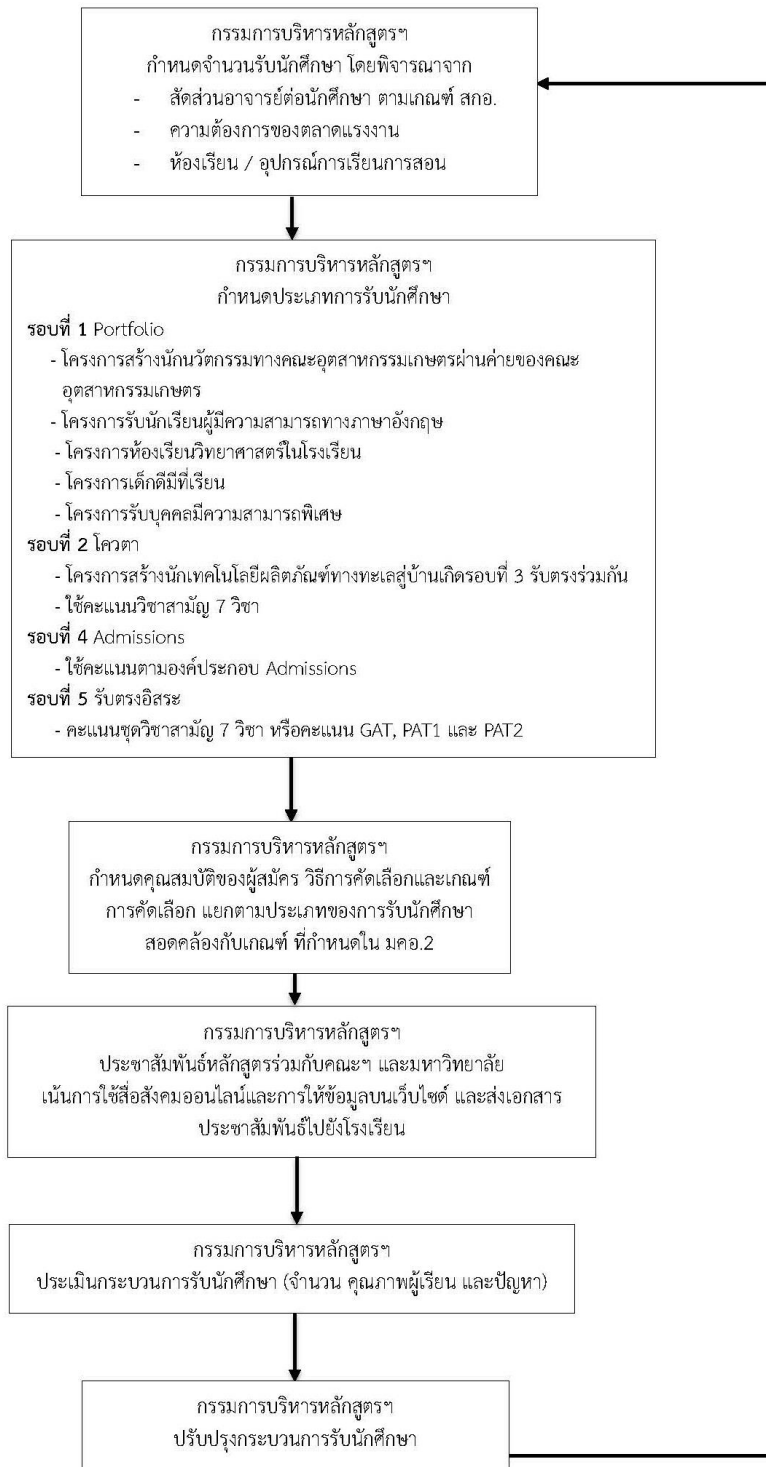 กรรมการบริหารหลักสูตรฯ
กำหนดจำนวนรับนักศึกษา โดยพิจารณาจาก
- สัดส่วนอาจารย์ต่อนักศึกษา ตามเกณฑ์ สกอ.
- ความต้องการของตลาดแรงงาน
- ห้องเรียน / อุปกรณ์การเรียนการสอน
กรรมการบริหารหลักสูตรฯ
กำหนดประเภทการรับนักศึกษา
รอบที่ 1 Portfolio
- โครงการสร้างนักนวัตกรรมทางคณะอุตสาหกรรมเกษตรผ่านค่ายของคณะ
อุตสาหกรรมเกษตร
- โครงการรับนักเรียนผู้มีความสามารถทางภาษาอังกฤษ
- โครงการห้องเรียนวิทยาศาสตร์ในโรงเรียน
- โครงการเด็กดีมีที่เรียน
- โครงการรับบุคคลมีความสามารถพิเศษ
รอบที่ 2 โควตา
- โครงการสร้างนักเทคโนโลยีผลิตภัณฑ์ทางทะเลสู่บ้านเกิดรอบที่ 3 รับตรงร่วมกัน
- ใช้คะแนนวิชาสามัญ 7 วิชา
รอบที่ 4 Admissions
- ใช้คะแนนตามองค์ประกอบ Admissions
รอบที่ 5 รับตรงอิสระ
- คะแนนชุดวิชาสามัญ 7 วิชา หรือคะแนน GAT, PAT1 และ PAT2
กรรมการบริหารหลักสูตรฯ
กำหนดคุณสมบัติของผู้สมัคร วิธีการคัดเลือกและเกณฑ์
การคัดเลือก แยกตามประเภทของการรับนักศึกษา
สอดคล้องกับเกณฑ์ ที่กำหนดใน มคอ.2
กรรมการบริหารหลักสูตรฯ
ประชาสัมพันธ์หลักสูตรร่วมกับคณะฯ และมหาวิทยาลัย
เน้นการใช้สื่อสังคมออนไลน์และการให้ข้อมูลบนเว็บไซต์ และส่งเอกสาร
ประชาสัมพันธ์ไปยังโรงเรียน
กรรมการบริหารหลักสูตรฯ
ประเมินกระบวนการรับนักศึกษา (จำนวน คุณภาพผู้เรียน และปัญหา)
กรรมการบริหารหลักสูตรฯ
ปรับปรุงกระบวนการรับนักศึกษา